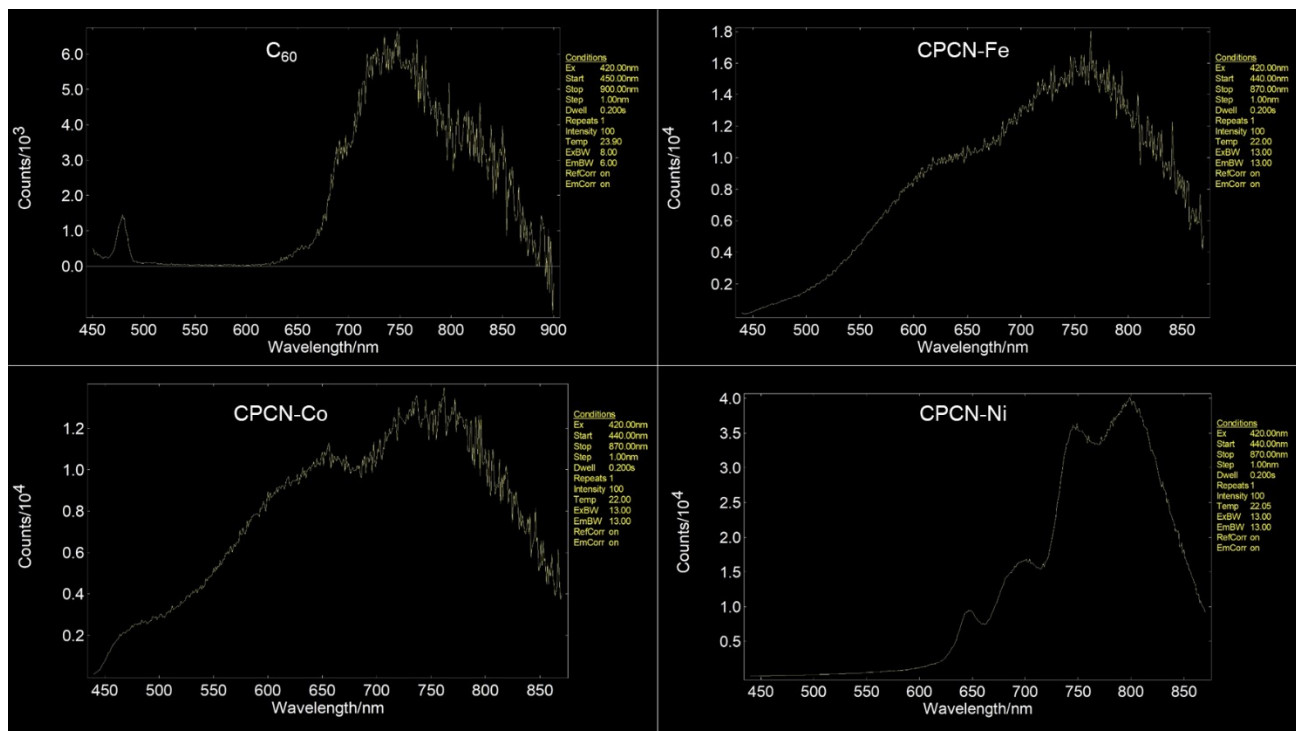 C60
Counts/10^3
6.0
5.0
4.0
3.0
2.0
1.0
0.0
450 500 550 600 650 700 750 800 850 900
Wavelength/nm
Conditions
Ex 420.00nm
Start 450.00nm
Stop 900.00nm
Step 1.00nm
Dwell 0.200s
Repeats 1
Intensity 100
Temp 23.90
ExBW 8.00
EmBW 6.00
RefCorr on
EmCorr on
CPCN-Fe
Counts/10^4
1.8
1.6
1.4
1.2
1.0
0.8
0.6
0.4
0.2
450 500 550 600 650 700 750 800 850
Wavelength/nm
Conditions
Ex 420.00nm
Start 440.00nm
Stop 870.00nm
Step 1.00nm
Dwell 0.200s
Repeats 1
Intensity 100
Temp 22.00
ExBW 13.00
EmBW 13.00
RefCorr on
EmCorr on
CPCN-Co
Counts/10^4
1.2
1.0
0.8
0.6
0.4
0.2
450 500 550 600 650 700 750 800 850
Wavelength/nm
Conditions
Ex 420.00nm
Start 440.00nm
Stop 870.00nm
Step 1.00nm
Dwell 0.200s
Repeats 1
Intensity 100
Temp 22.00
ExBW 13.00
EmBW 13.00
RefCorr on
EmCorr on
CPCN-Ni
Counts/10^4
4.0
3.5
3.0
2.5
2.0
1.5
1.0
0.5
450 500 550 600 650 700 750 800 850
Wavelength/nm
Conditions
Ex 420.00nm
Start 440.00nm
Stop 870.00nm
Step 1.00nm
Dwell 0.200s
Repeats 1
Intensity 100
Temp 22.05
ExBW 13.00
EmBW 13.00
RefCorr on
EmCorr on